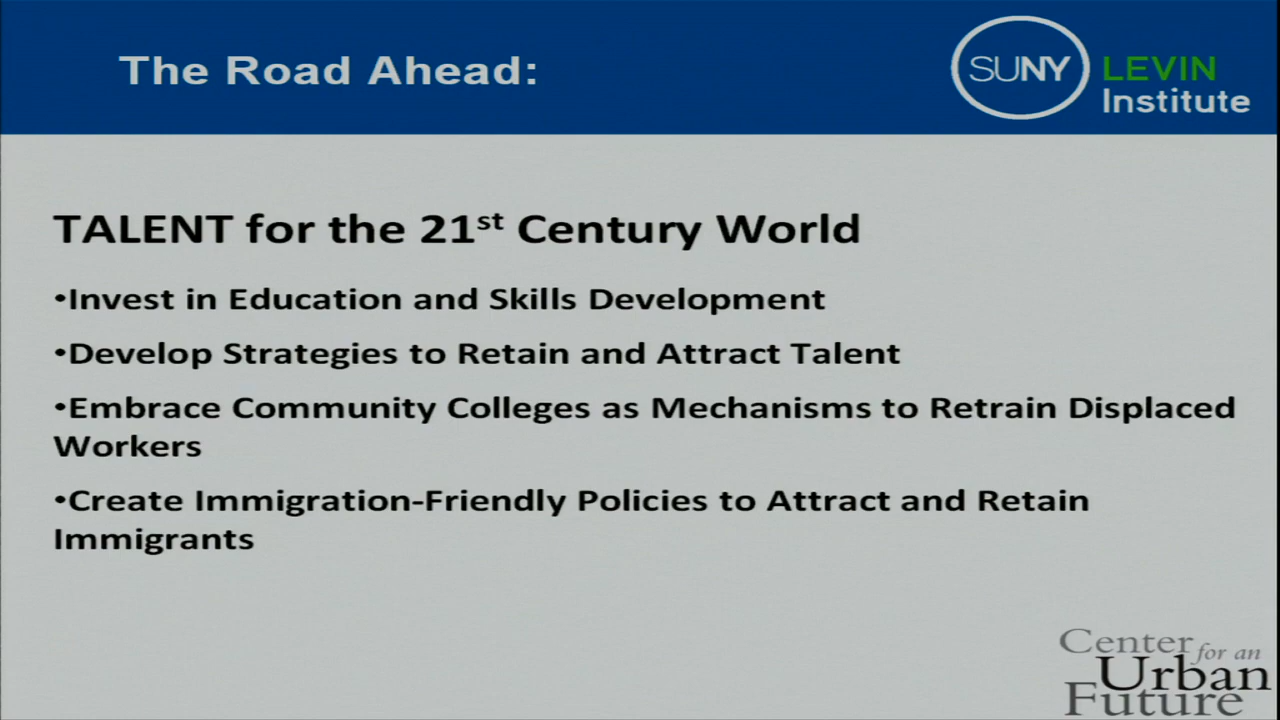 The Road Ahead:
SUNY LEVIN
Institute
TALENT for the 21st Century World
•Invest in Education and Skills Development
•Develop Strategies to Retain and Attract Talent
•Embrace Community Colleges as Mechanisms to Retrain Displaced
Workers
•Create Immigration-Friendly Policies to Attract and Retain
Immigrants
Center for an
Urban
Future